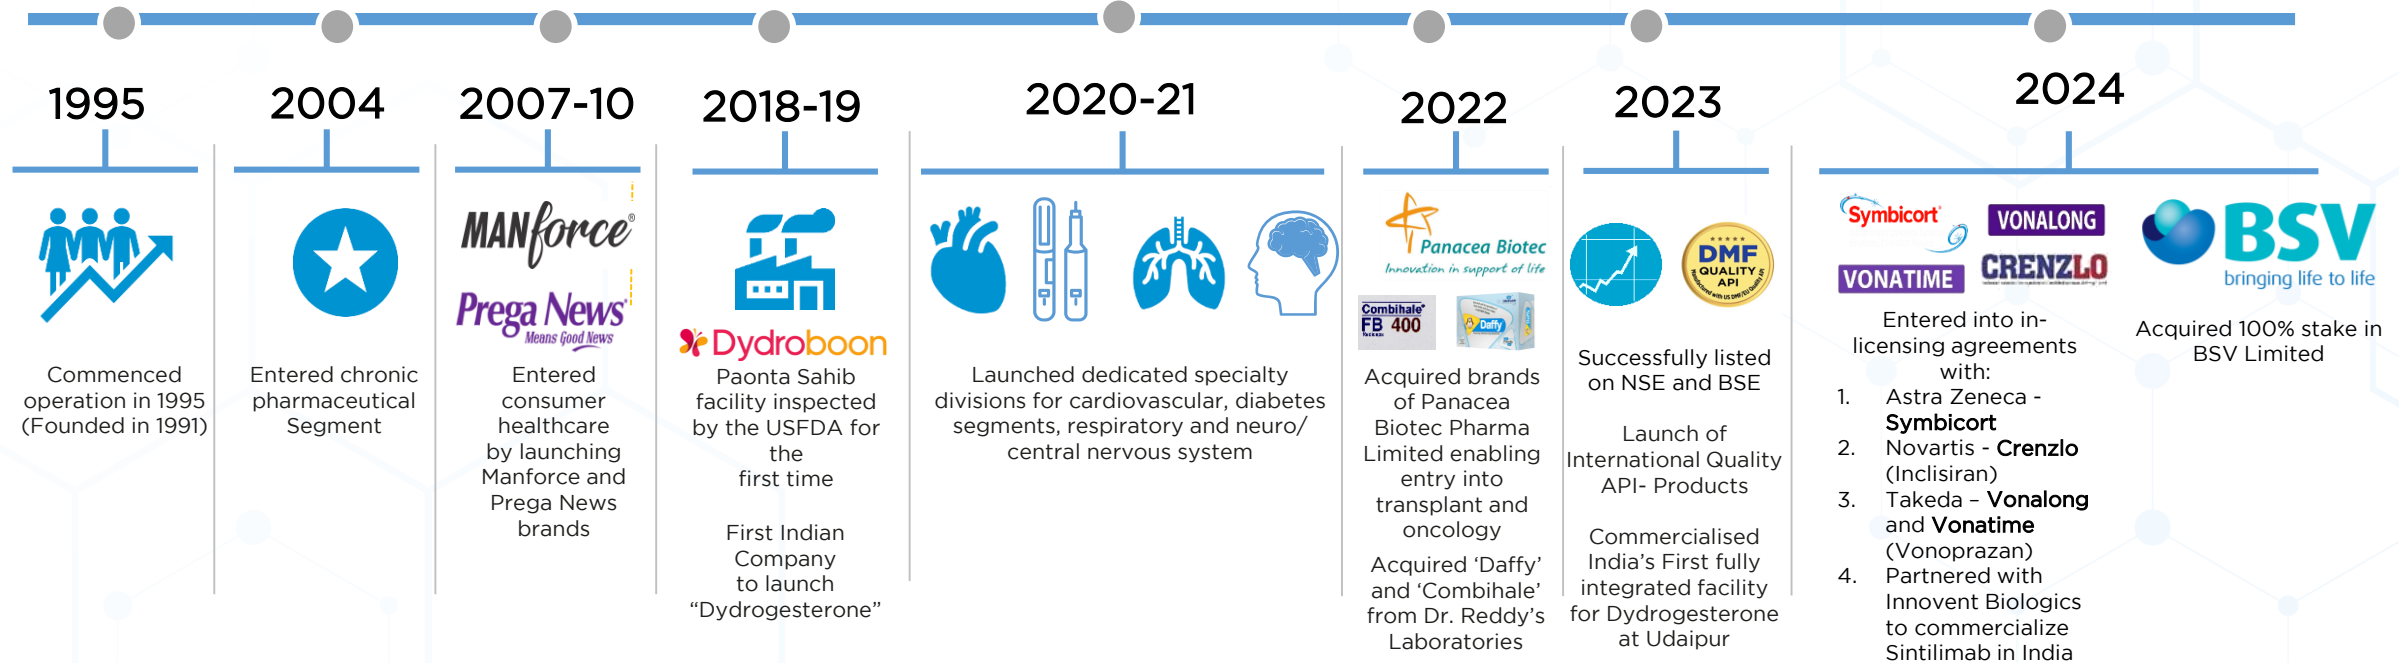 1995
Commenced
operation in 1995
(Founded in 1991)
2004
Entered chronic
pharmaceutical
Segment
2007-10
MANforce®
Prega News
Means Good News
Entered
consumer
healthcare
by launching
Manforce and
Prega News
brands
2018-19
Dydroboon
Paonta Sahib
facility inspected
by the USFDA for
the
first time
First Indian
Company
to launch
“Dydrogesterone”
2020-21
Launched dedicated specialty
divisions for cardiovascular, diabetes
segments, respiratory and neuro/
central nervous system
2022
Panacea Biotec
Innovation in support of life
Combihale
FB 400
Daffy
Acquired brands
of Panacea
Biotec Pharma
Limited enabling
entry into
transplant and
oncology
Acquired ‘Daffy’
and ‘Combihale’
from Dr. Reddy’s
Laboratories
2023
DMF
QUALITY
API
Successfully listed
on NSE and BSE
Launch of
International Quality
API- Products
Commercialised
India’s First fully
integrated facility
for Dydrogesterone
at Udaipur
2024
Symbicort
VONALONG
VONATIME
CRENZLO
Entered into in-
licensing agreements
with:
1. Astra Zeneca -
Symbicort
2. Novartis - Crenzlo
(Inclisiran)
3. Takeda – Vonalong
and Vonatime
(Vonoprazan)
4. Partnered with
Innovent Biologics
to commercialize
Sintilimab in India
BSV
bringing life to life
Acquired 100% stake in
BSV Limited